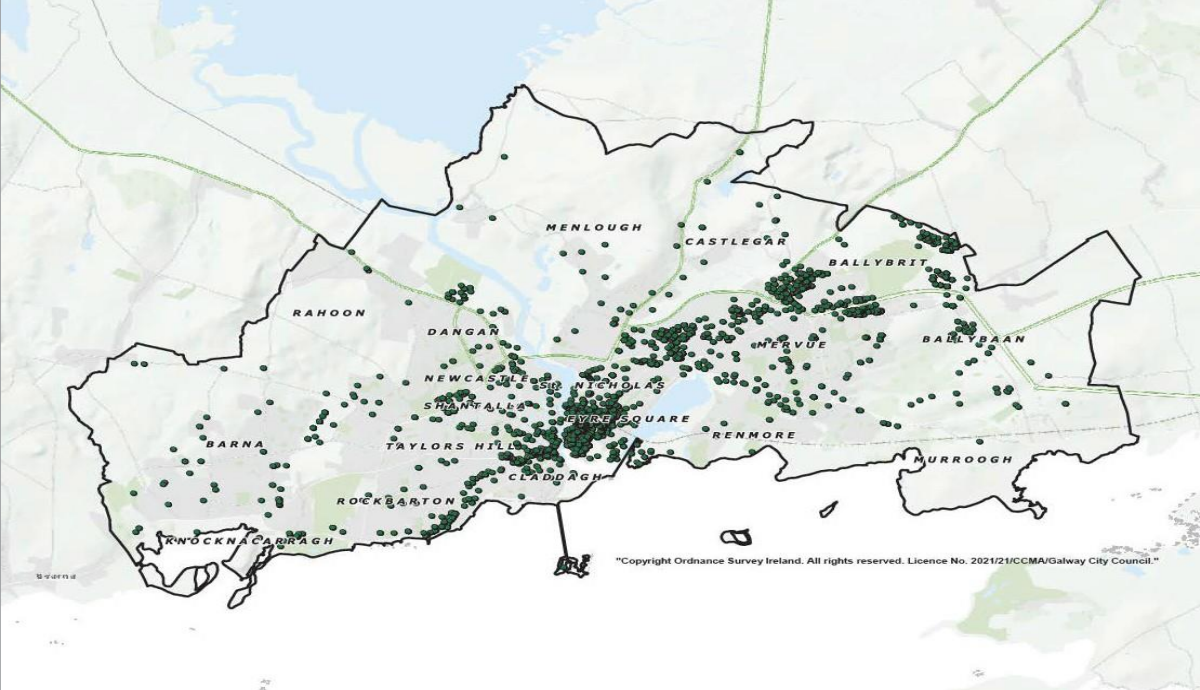 MENLOUGH
CASTLEGAR
BALLYBRIT
RAHOON
DANGAN
MERVUE
BALLYBAAN
NEWCASTLE
St. NICHOLAS
SHANTALLA
EYRE SQUARE
RENMORE
BARNA
TAYLORS HILL
MURROOGH
CLADDAGH
ROCKBARTON
KNOCKNACARRAGH
"Copyright Ordnance Survey Ireland. All rights reserved. Licence No. 2021/21/CCMA/Galway City Council."